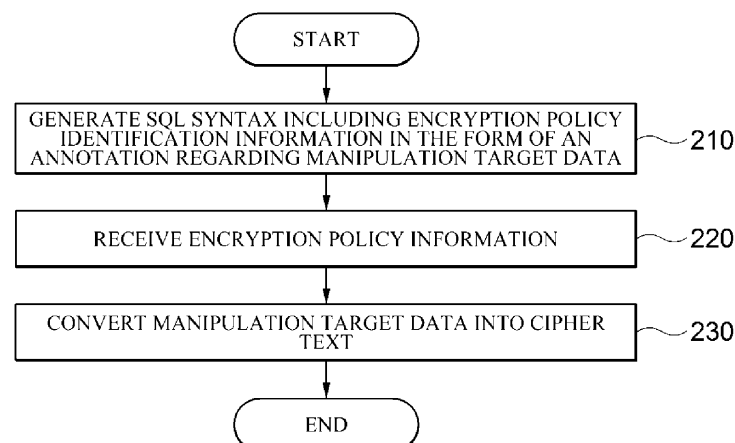 START
GENERATE SQL SYNTAX INCLUDING ENCRYPTION POLICY
IDENTIFICATION INFORMATION IN THE FORM OF AN
ANNOTATION REGARDING MANIPULATION TARGET DATA
210
RECEIVE ENCRYPTION POLICY INFORMATION
220
CONVERT MANIPULATION TARGET DATA INTO CIPHER
TEXT
230
END